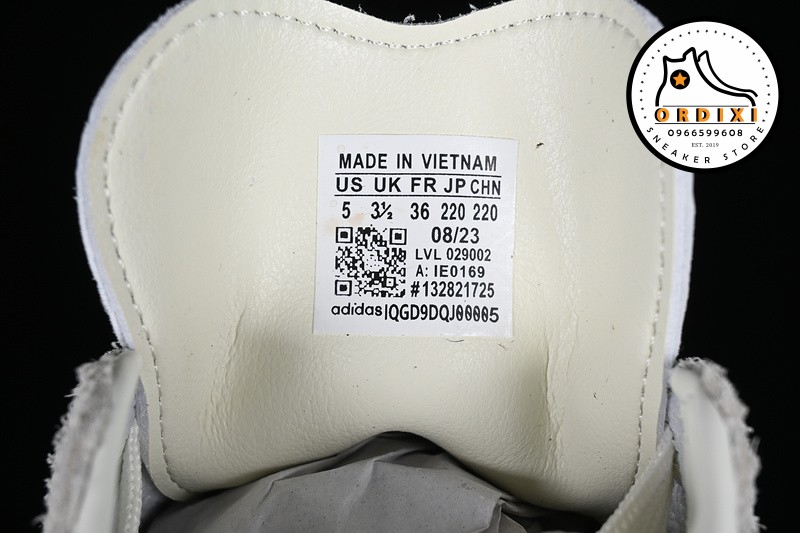 MADE IN VIETNAM
US UK FR JP CHN
5 3½ 36 220 220
08/23
LVL 029002
A: IE0169
#132821725
adidas|QGD9DQJ00005
ORDIXI
0966599608
EST. 2019
SNEAKER STORE